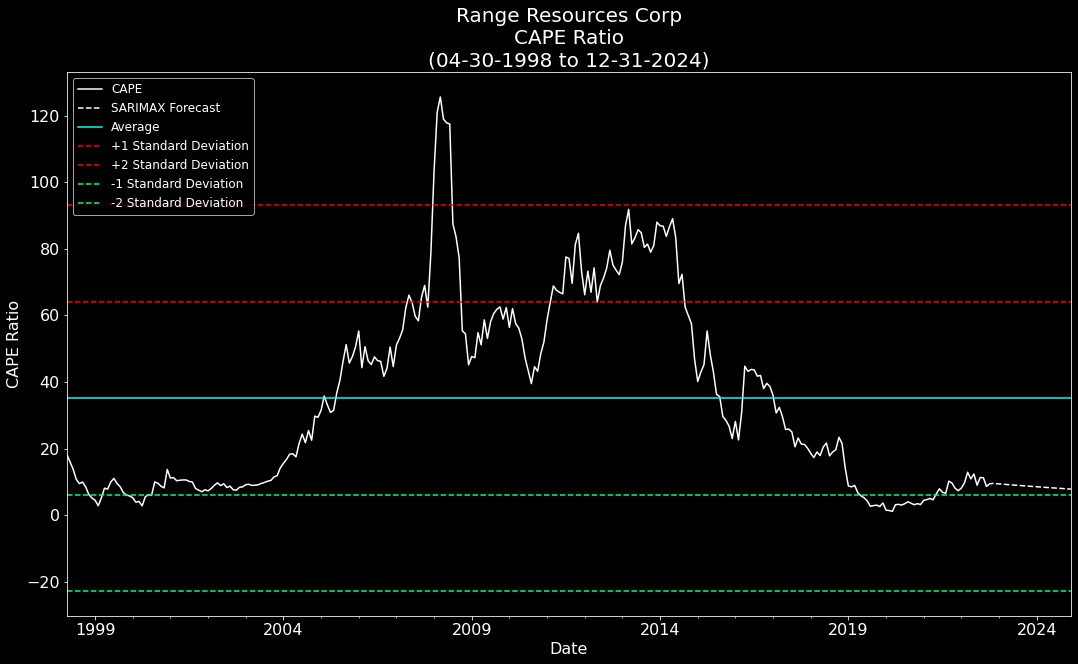 Range Resources Corp
CAPE Ratio
(04-30-1998 to 12-31-2024)
CAPE
SARIMAX Forecast
Average
+1 Standard Deviation
+2 Standard Deviation
-1 Standard Deviation
-2 Standard Deviation
CAPE Ratio
120
100
80
60
40
20
0
−20
1999 2004 2009 2014 2019 2024
Date